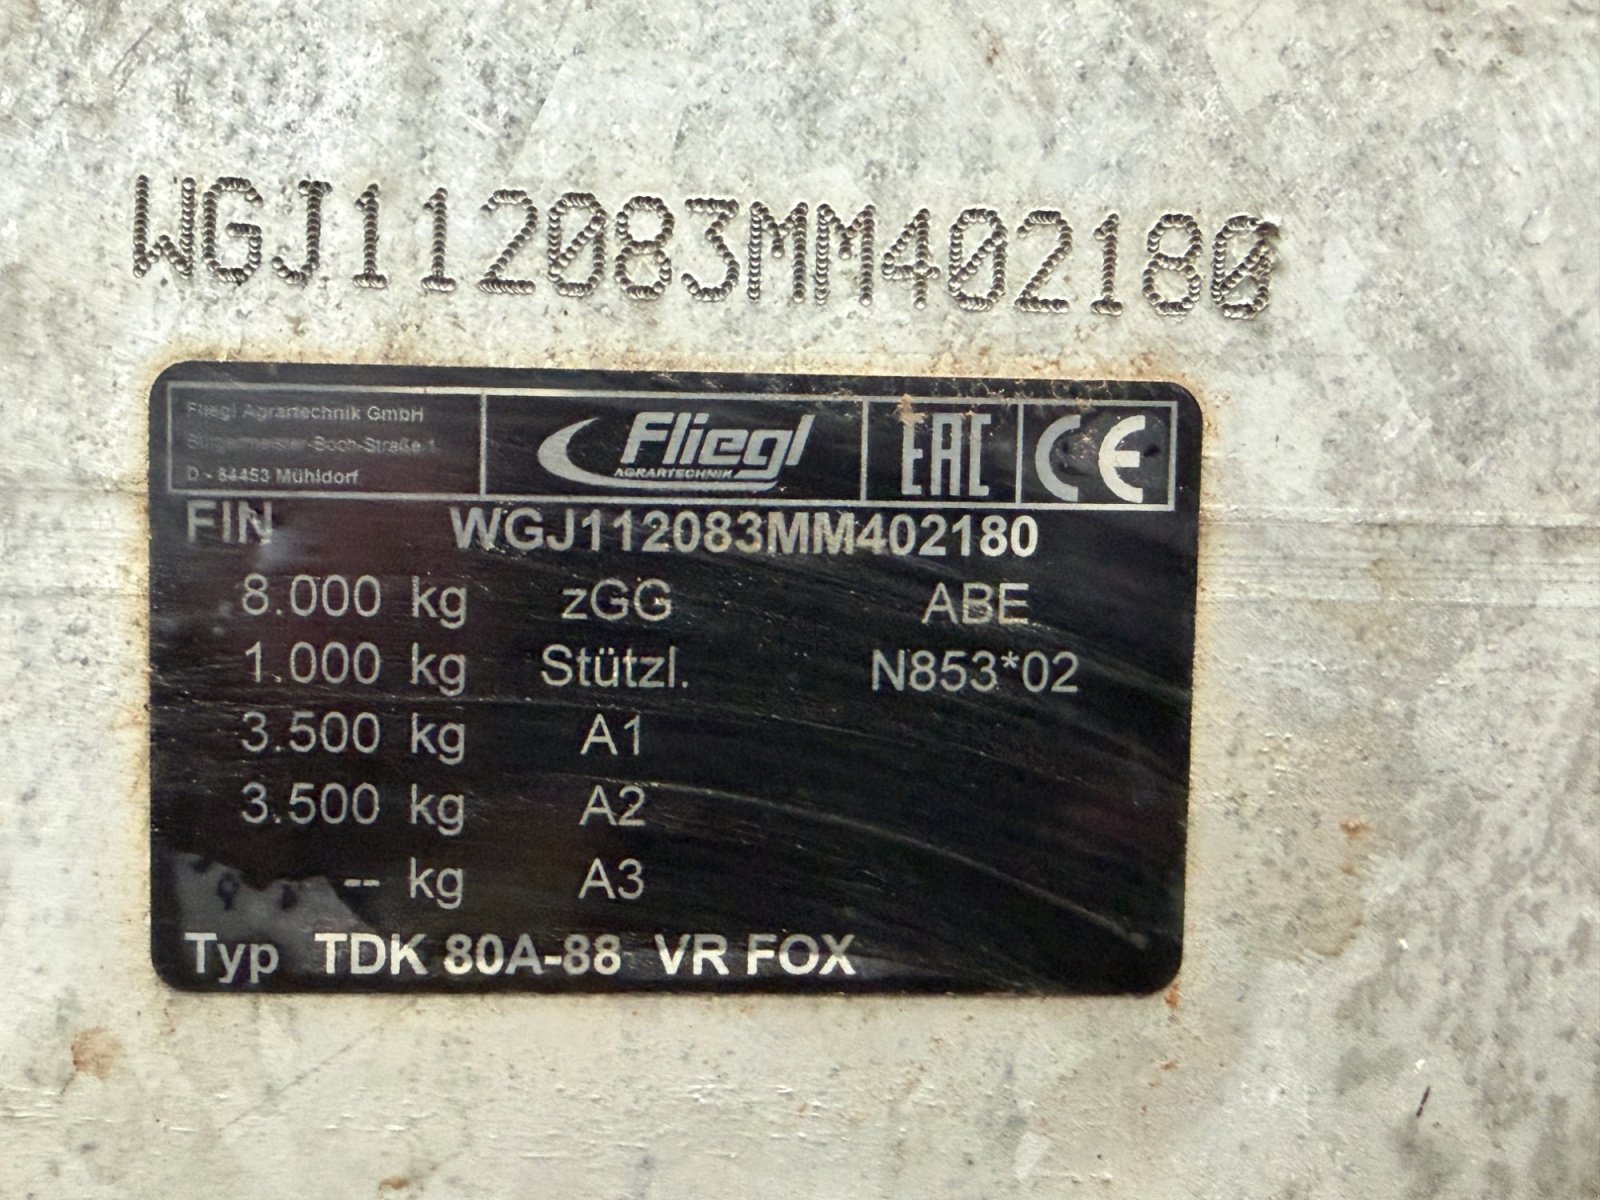 WGJ112083MM402180
Fliegl Agrartechnik GmbH
Bürgermeister-Boch-Straße 1
D - 84453 Mühldorf
Fliegl
AGRARTECHNIK
EAC
CE
FIN WGJ112083MM402180
8.000 kg zGG ABE
1.000 kg Stützl. N853*02
3.500 kg A1
3.500 kg A2
-- kg A3
Typ TDK 80A-88 VR FOX